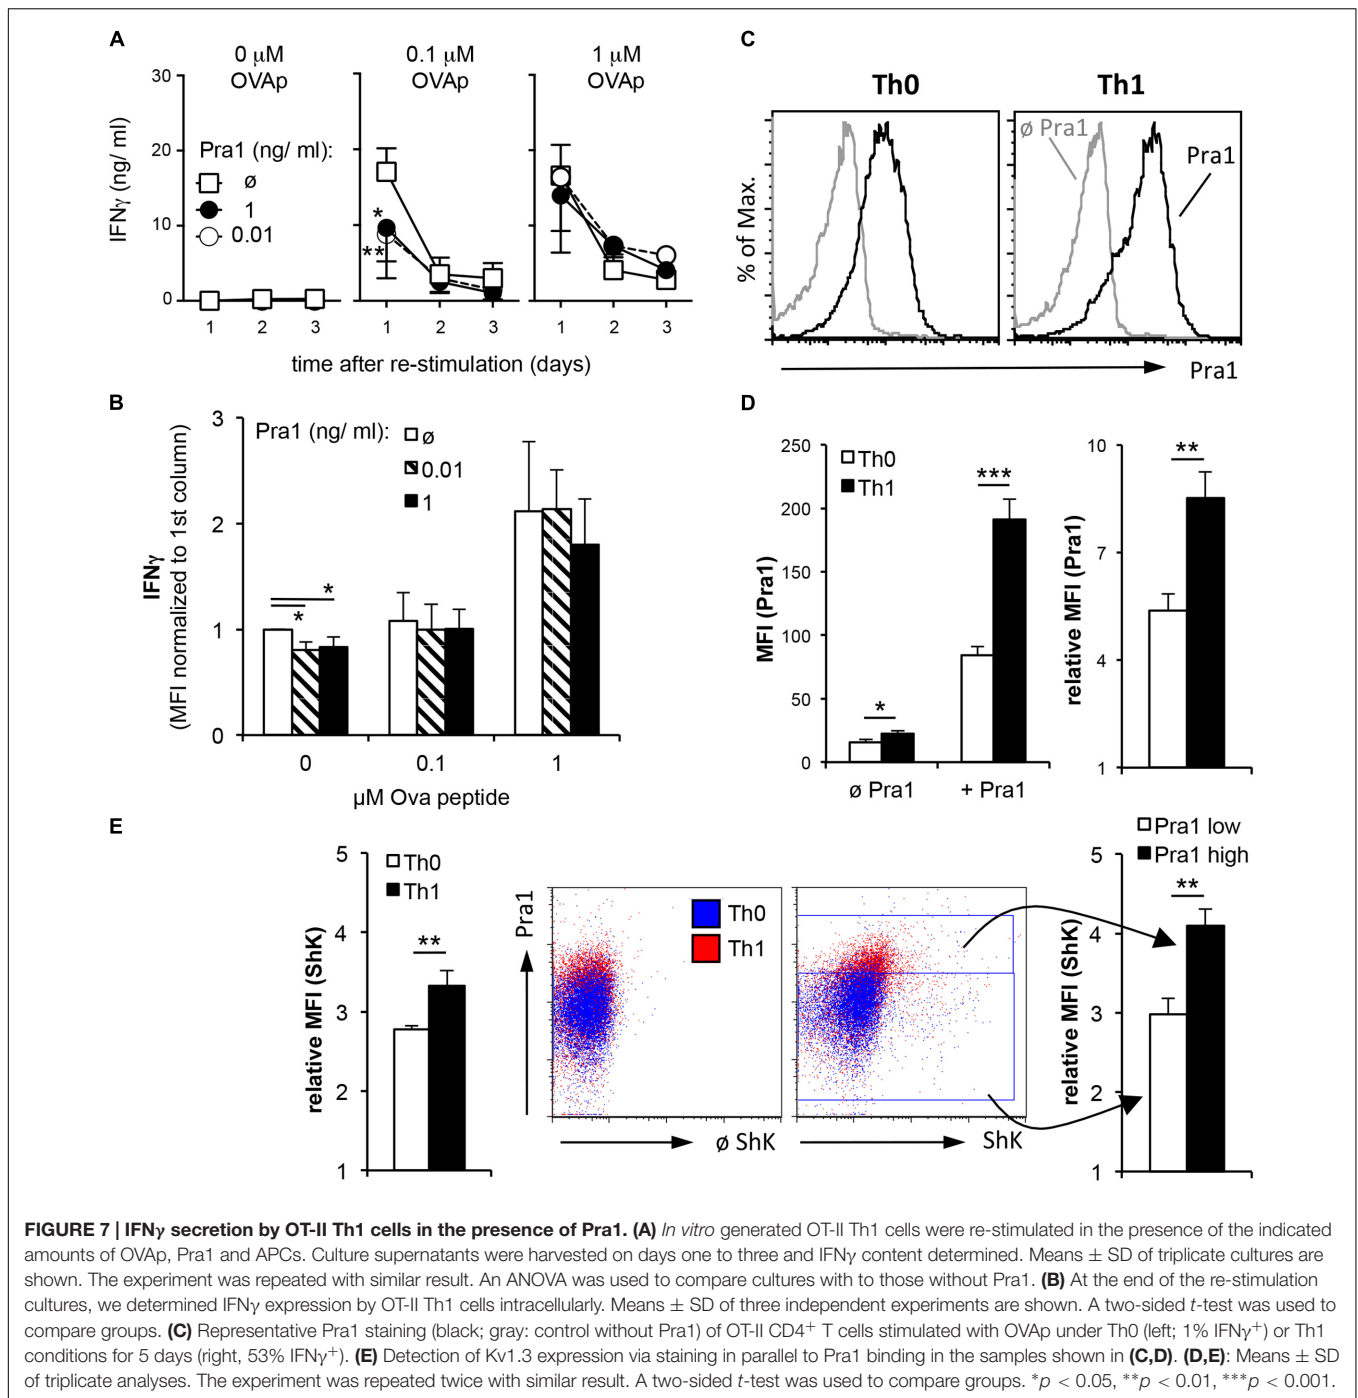 A
0 µM
OVAp
0.1 µM
OVAp
1 µM
OVAp
30
20
10
0
IFNγ (ng/ ml)
Pra1 (ng/ ml):
ø
1
0.01
*
**
1 2 3
1 2 3
1 2 3
time after re-stimulation (days)
B
3
2
1
0
IFNγ
(MFI normalized to 1st column)
Pra1 (ng/ ml):
ø
0.01
1
*
*
0 0.1 1
µM Ova peptide
C
Th0
Th1
% of Max.
ø Pra1
Pra1
Pra1
D
250
200
150
100
50
0
MFI (Pra1)
Th0
Th1
*
***
ø Pra1 + Pra1
10
7
4
1
relative MFI (Pra1)
**
E
5
4
3
2
1
relative MFI (ShK)
Th0
Th1
**
Pra1
Th0
Th1
ø ShK
ShK
Pra1 low
Pra1 high
5
4
3
2
1
relative MFI (ShK)
**
FIGURE 7 | IFNγ secretion by OT-II Th1 cells in the presence of Pra1. (A) In vitro generated OT-II Th1 cells were re-stimulated in the presence of the indicated
amounts of OVAp, Pra1 and APCs. Culture supernatants were harvested on days one to three and IFNγ content determined. Means ± SD of triplicate cultures are
shown. The experiment was repeated with similar result. An ANOVA was used to compare cultures with to those without Pra1. (B) At the end of the re-stimulation
cultures, we determined IFNγ expression by OT-II Th1 cells intracellularly. Means ± SD of three independent experiments are shown. A two-sided t-test was used to
compare groups. (C) Representative Pra1 staining (black; gray: control without Pra1) of OT-II CD4+ T cells stimulated with OVAp under Th0 (left; 1% IFNγ+) or Th1
conditions for 5 days (right, 53% IFNγ+). (E) Detection of Kv1.3 expression via staining in parallel to Pra1 binding in the samples shown in (C,D). (D,E): Means ± SD
of triplicate analyses. The experiment was repeated twice with similar result. A two-sided t-test was used to compare groups. *p < 0.05, **p < 0.01, ***p < 0.001.